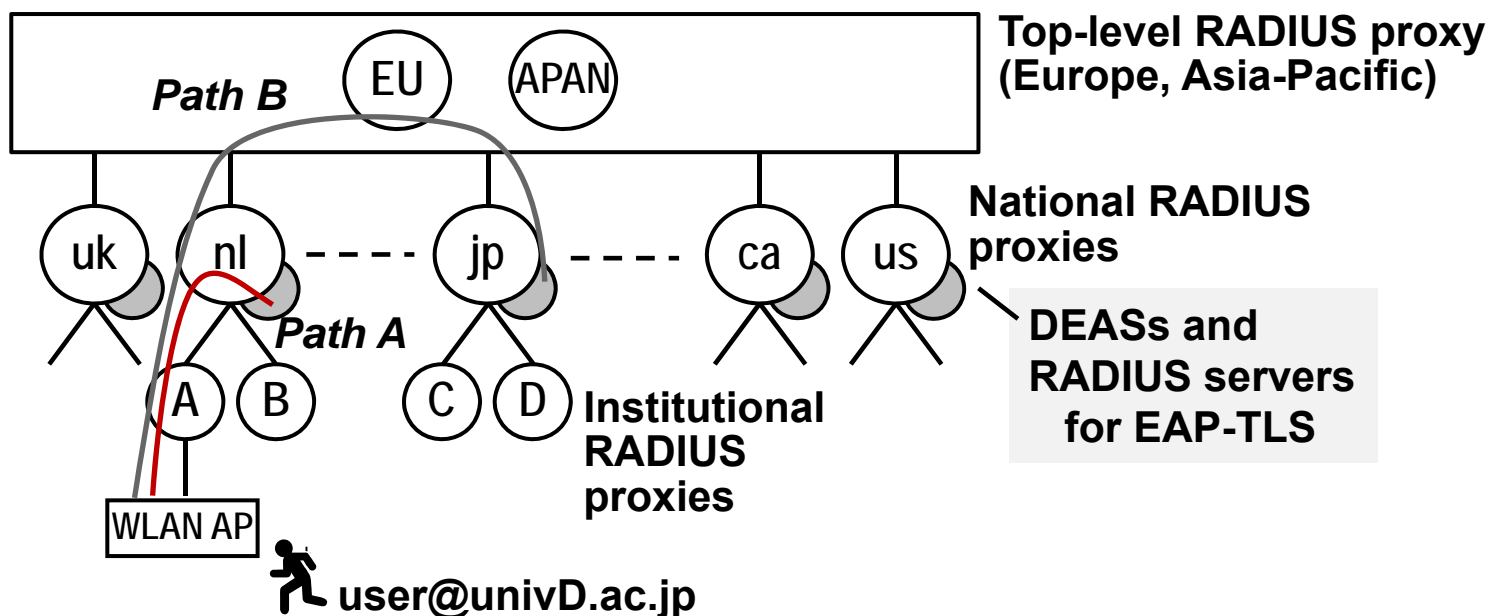 Top-level RADIUS proxy
(Europe, Asia-Pacific)
EU
APAN
Path B
National RADIUS
proxies
uk
nl
jp
ca
us
Path A
DEASs and
RADIUS servers
for EAP-TLS
A
B
C
D
Institutional
RADIUS
proxies
WLAN AP
user@univD.ac.jp